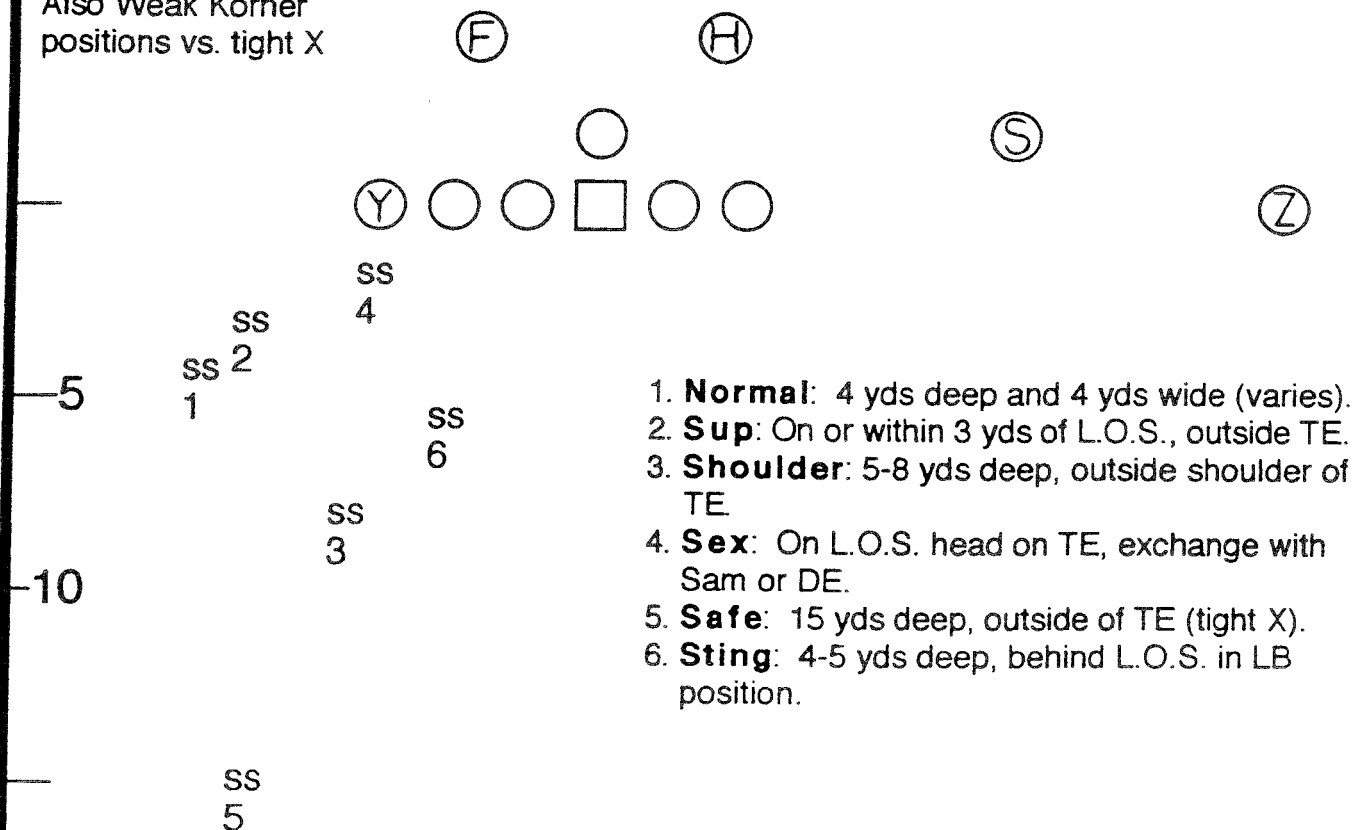 Also Weak Korner
positions vs. tight X
F
H
S
Y
Z
SS
4
SS
2
SS
1
5
SS
6
SS
3
10
SS
5
1. Normal: 4 yds deep and 4 yds wide (varies).
2. Sup: On or within 3 yds of L.O.S., outside TE.
3. Shoulder: 5-8 yds deep, outside shoulder of
TE.
4. Sex: On L.O.S. head on TE, exchange with
Sam or DE.
5. Safe: 15 yds deep, outside of TE (tight X).
6. Sting: 4-5 yds deep, behind L.O.S. in LB
position.